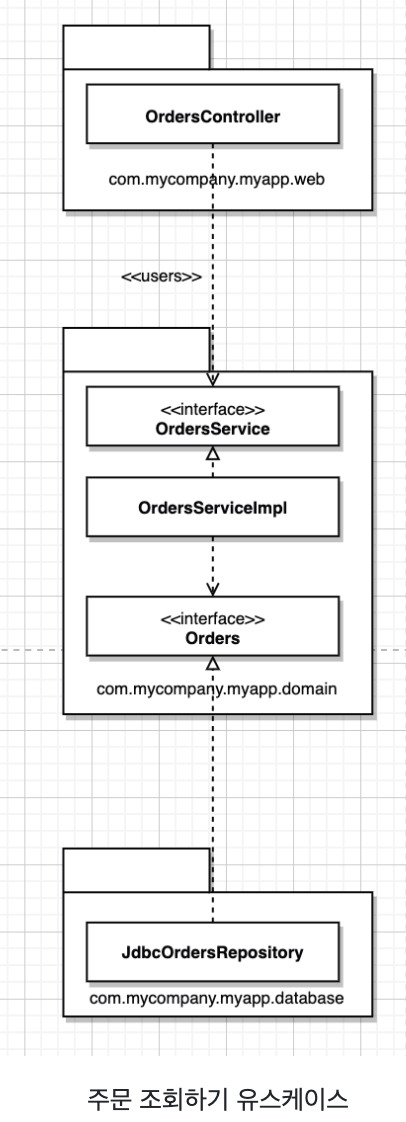 OrdersController
com.mycompany.myapp.web
<<users>>
<<interface>>
OrdersService
OrdersServiceImpl
<<interface>>
Orders
com.mycompany.myapp.domain
JdbcOrdersRepository
com.mycompany.myapp.database
주문 조회하기 유스케이스